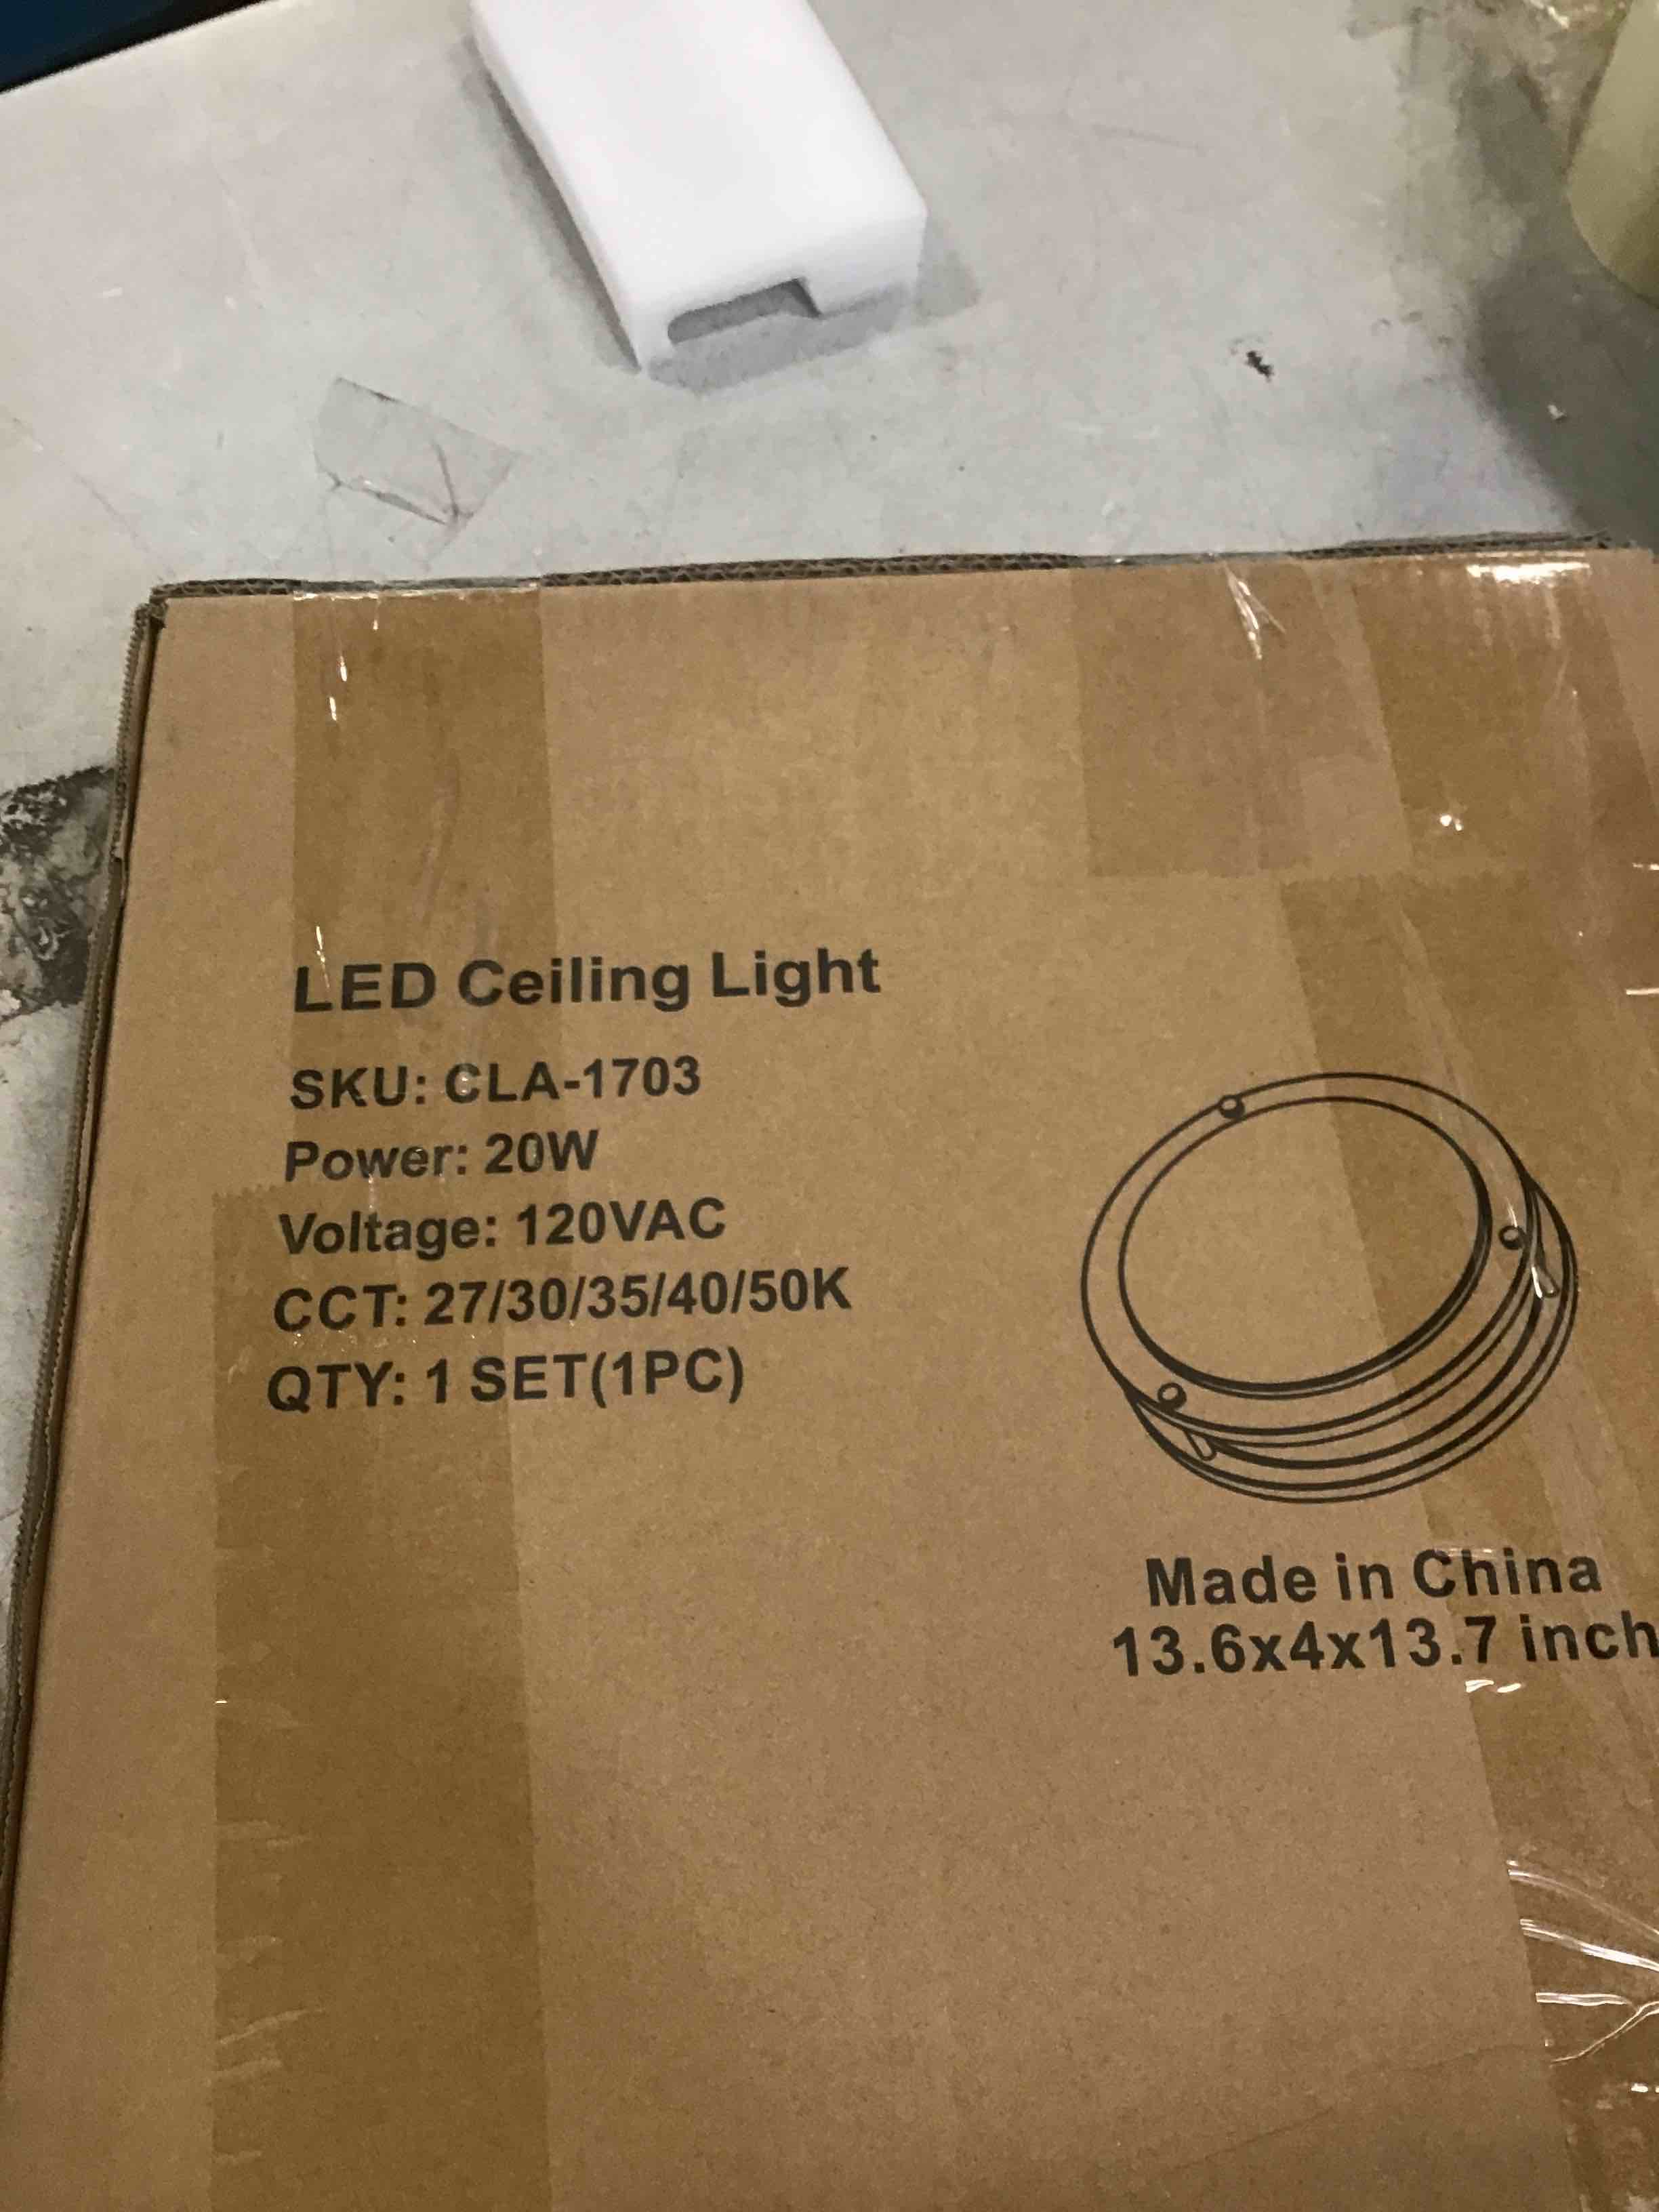 LED Ceiling Light
SKU: CLA-1703
Power: 20W
Voltage: 120VAC
CCT: 27/30/35/40/50K
QTY: 1 SET(1PC)
Made in China
13.6x4x13.7 inch